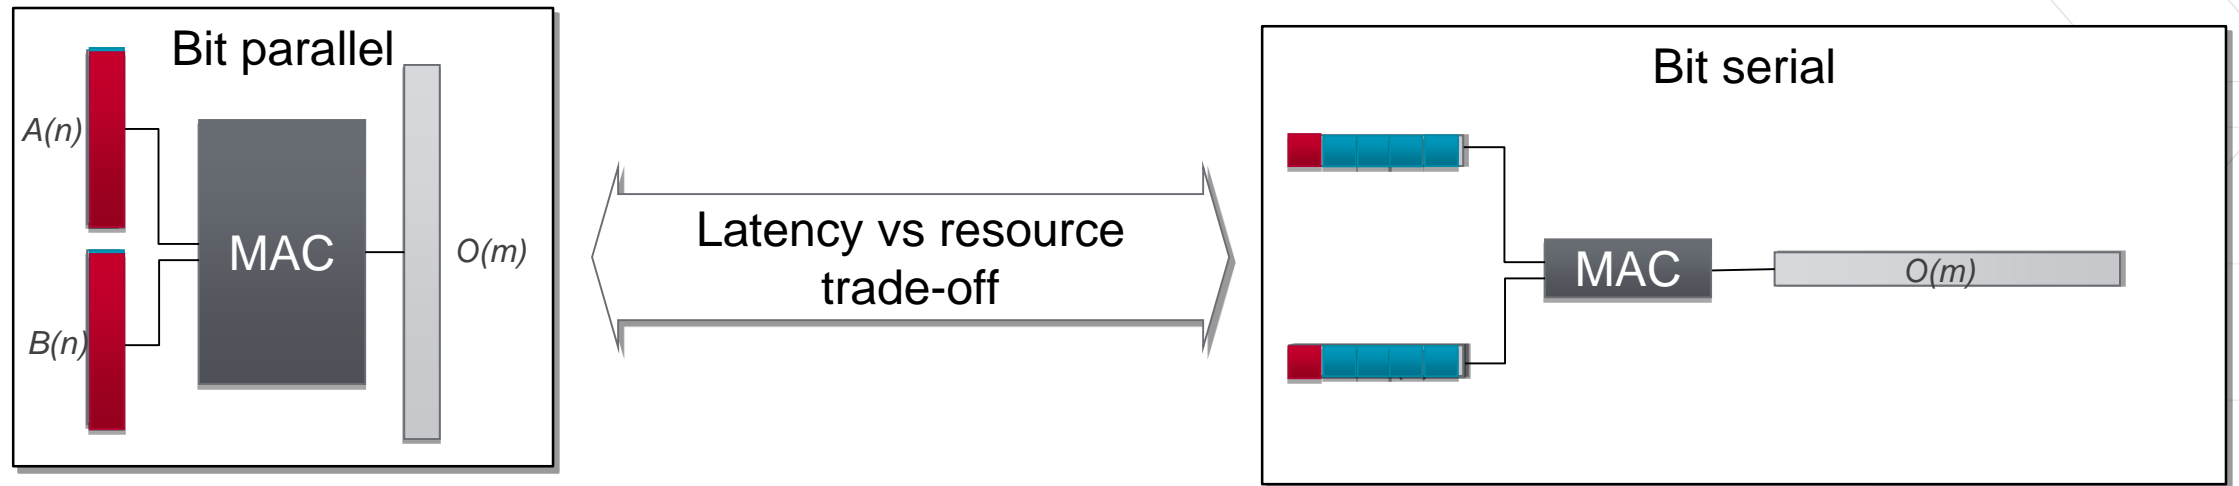 Bit parallel
A(n)
MAC
O(m)
B(n)
Latency vs resource
trade-off
Bit serial
MAC
O(m)